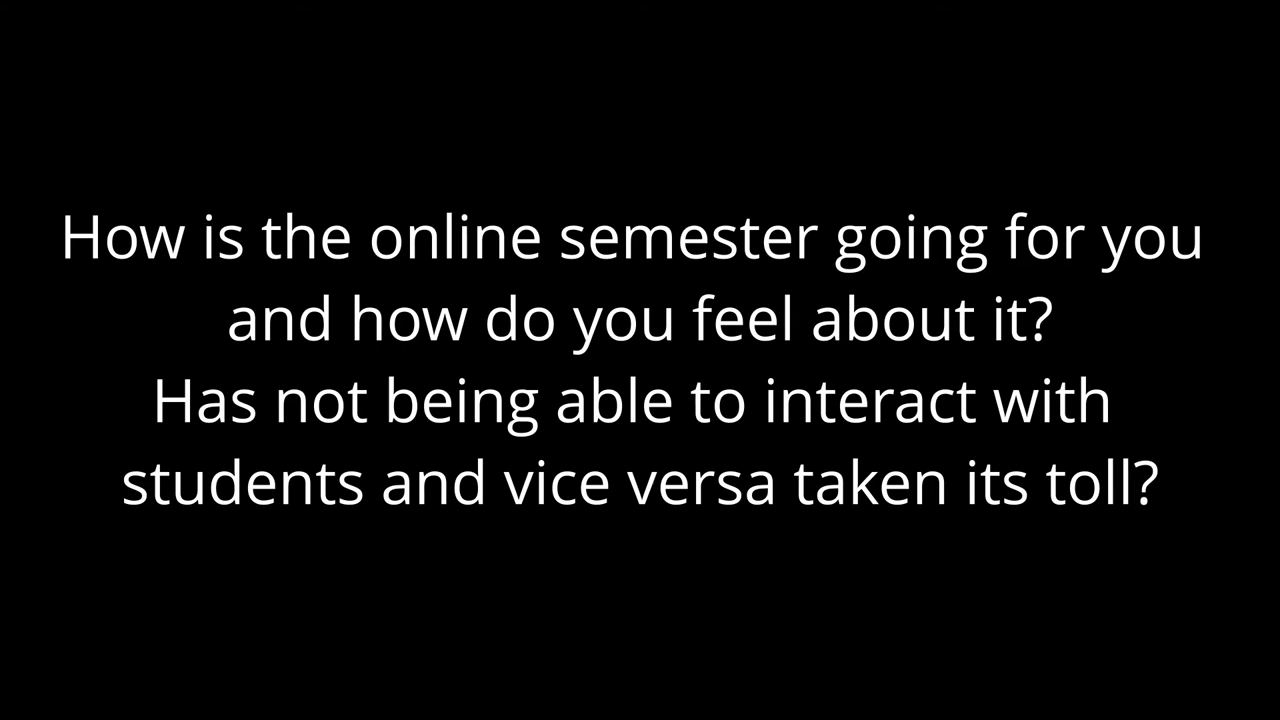 How is the online semester going for you
and how do you feel about it?
Has not being able to interact with
students and vice versa taken its toll?